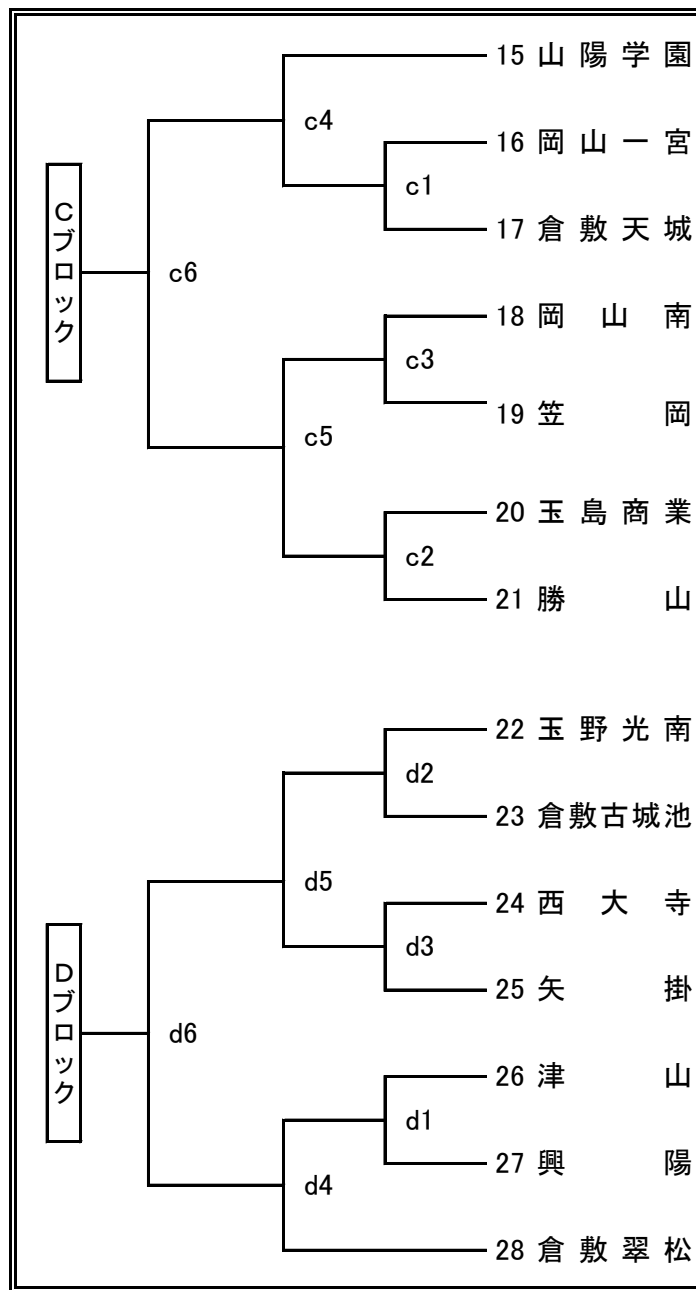 15 山陽学園
c4
16 岡山一宮
c1
17 倉敷天城
Cブロック
c6
18 岡山南
c3
19 笠岡
c5
20 玉島商業
c2
21 勝山
22 玉野光南
d2
23 倉敷古城池
d5
24 西大寺
d3
25 矢掛
Dブロック
d6
26 津山
d1
27 興陽
d4
28 倉敷翠松